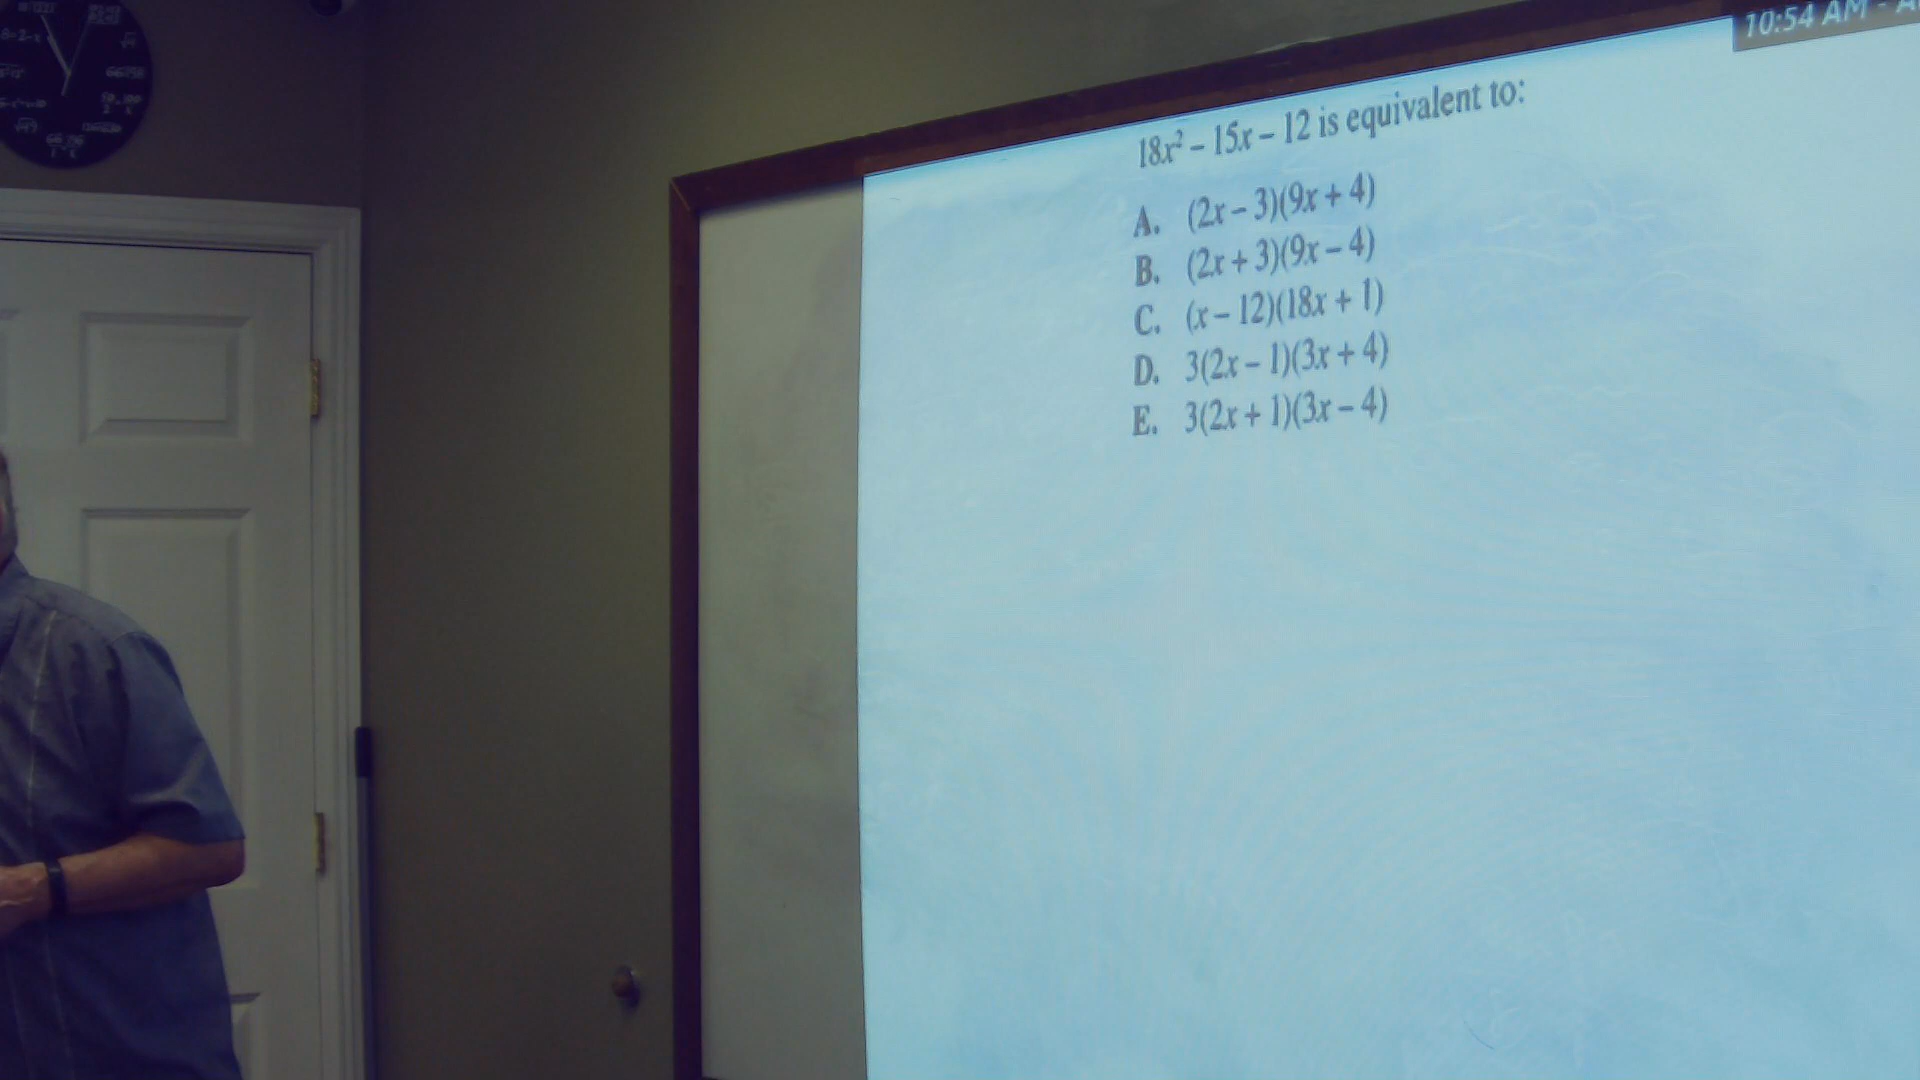 10:54 AM -
18x² – 15x – 12 is equivalent to:
A. (2x – 3)(9x + 4)
B. (2x + 3)(9x – 4)
C. (x – 12)(18x + 1)
D. 3(2x – 1)(3x + 4)
E. 3(2x + 1)(3x – 4)